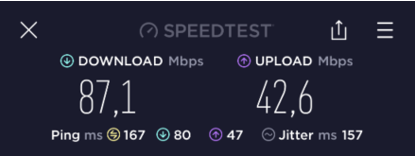 SPEEDTEST
DOWNLOAD Mbps UPLOAD Mbps
87,1 42,6
Ping ms 167 80 47 Jitter ms 157